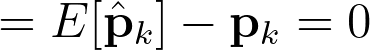 = E[p̂ₖ] − pₖ = 0